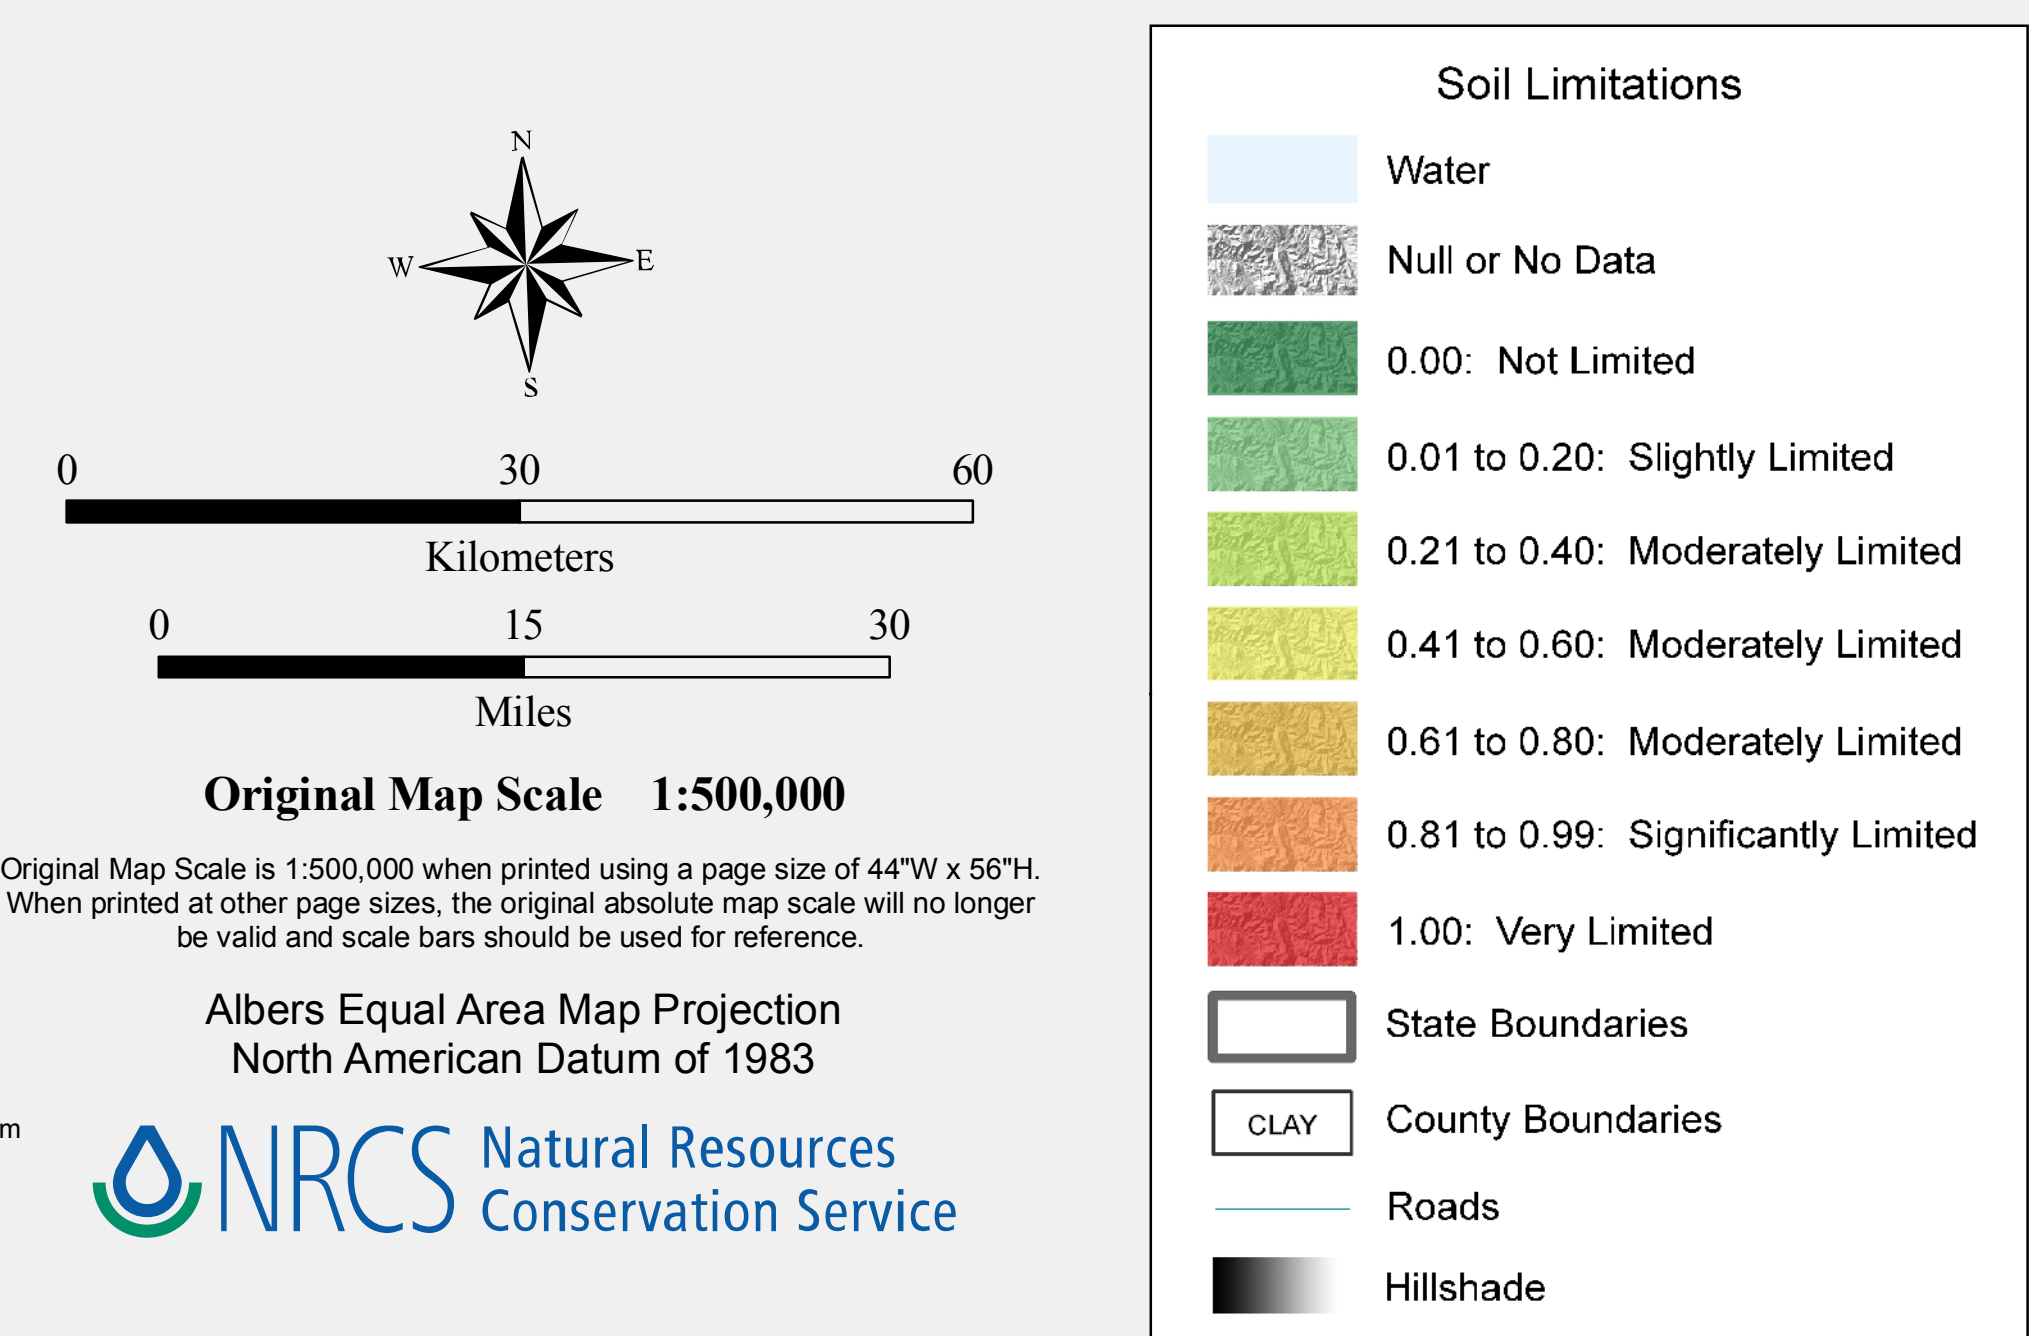 N
W
E
S
0 30 60
Kilometers
0 15 30
Miles
Original Map Scale 1:500,000
Original Map Scale is 1:500,000 when printed using a page size of 44"W x 56"H.
When printed at other page sizes, the original absolute map scale will no longer
be valid and scale bars should be used for reference.
Albers Equal Area Map Projection
North American Datum of 1983
m
NRCS Natural Resources
Conservation Service
Soil Limitations
Water
Null or No Data
0.00: Not Limited
0.01 to 0.20: Slightly Limited
0.21 to 0.40: Moderately Limited
0.41 to 0.60: Moderately Limited
0.61 to 0.80: Moderately Limited
0.81 to 0.99: Significantly Limited
1.00: Very Limited
State Boundaries
CLAY County Boundaries
Roads
Hillshade